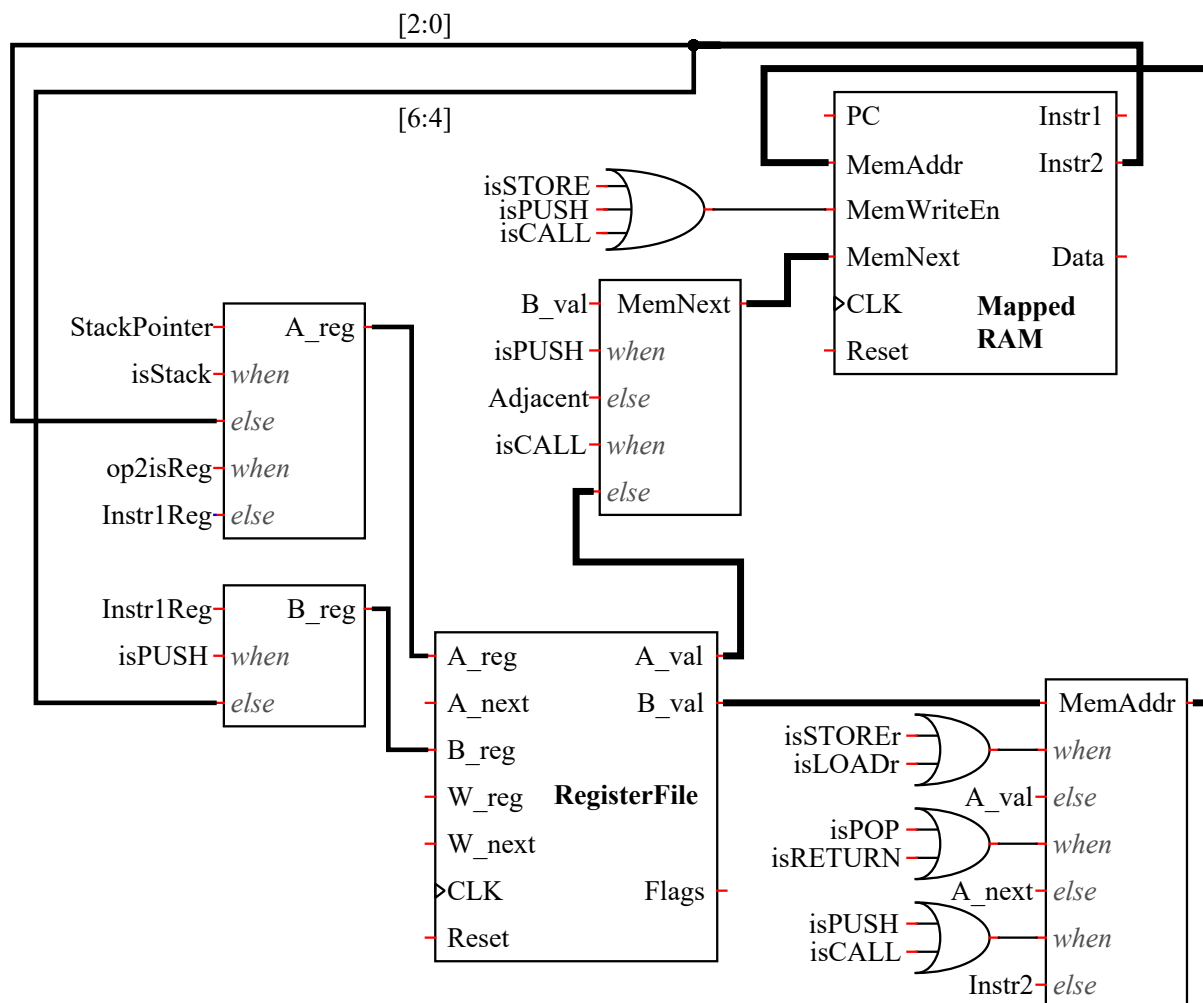 [2:0]
[6:4]
PC
Instr1
MemAddr
Instr2
MemWriteEn
MemNext
Data
CLK
Mapped
RAM
Reset
isSTORE
isPUSH
isCALL
B_val
MemNext
isPUSH
when
Adjacent
else
isCALL
when
else
StackPointer
A_reg
isStack
when
else
op2isReg
when
Instr1Reg
else
Instr1Reg
B_reg
isPUSH
when
else
A_reg
A_val
A_next
B_val
B_reg
W_reg
RegisterFile
W_next
CLK
Flags
Reset
MemAddr
isSTOREr
isLOADr
when
A_val
else
isPOP
isRETURN
when
A_next
else
isPUSH
isCALL
when
Instr2
else